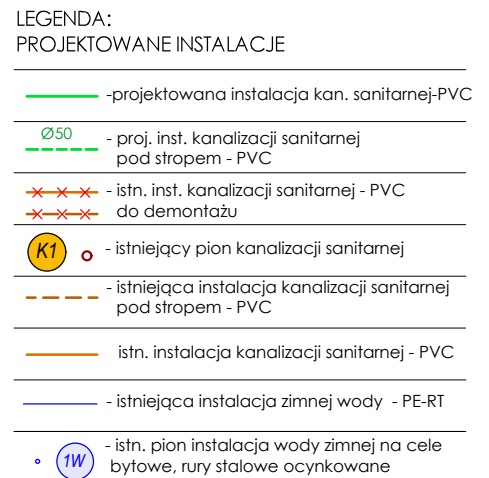 LEGENDA:
PROJEKTOWANE INSTALACJE
-projektowana instalacja kan. sanitarnej-PVC
Ø50
- proj. inst. kanalizacji sanitarnej
pod stropem - PVC
- istn. inst. kanalizacji sanitarnej - PVC
do demontażu
K1
- istniejący pion kanalizacji sanitarnej
- istniejąca instalacja kanalizacji sanitarnej
pod stropem - PVC
istn. instalacja kanalizacji sanitarnej - PVC
- istniejąca instalacja zimnej wody - PE-RT
1W
- istn. pion instalacja wody zimnej na cele
bytowe, rury stalowe ocynkowane